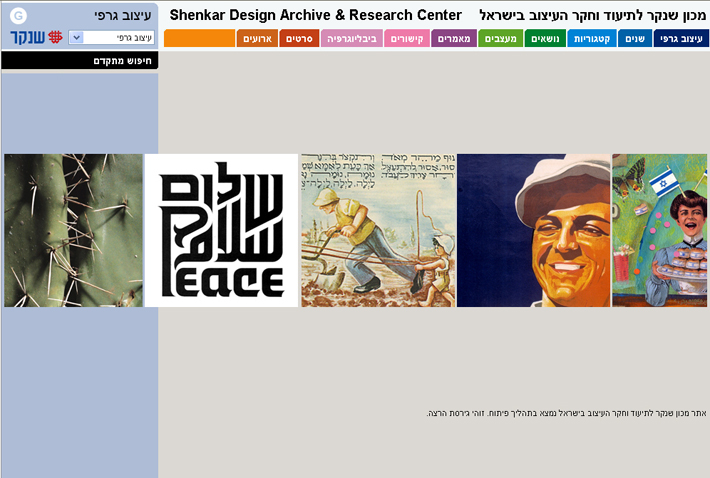 מכון שנקר לתיעוד וחקר העיצוב בישראל Shenkar Design Archive & Research Center
עיצוב גרפי
G
עיצוב גרפי שנים קטגוריות נושאים מעצבים מאמרים קישורים ביבליוגרפיה סרטים ארועים
עיצוב גרפי
שנקר
חיפוש מתקדם
שלום
PEACE
אתר מכון שנקר לתיעוד וחקר העיצוב בישראל נמצא בתהליך פיתוח. זוהי גירסת הרצה.